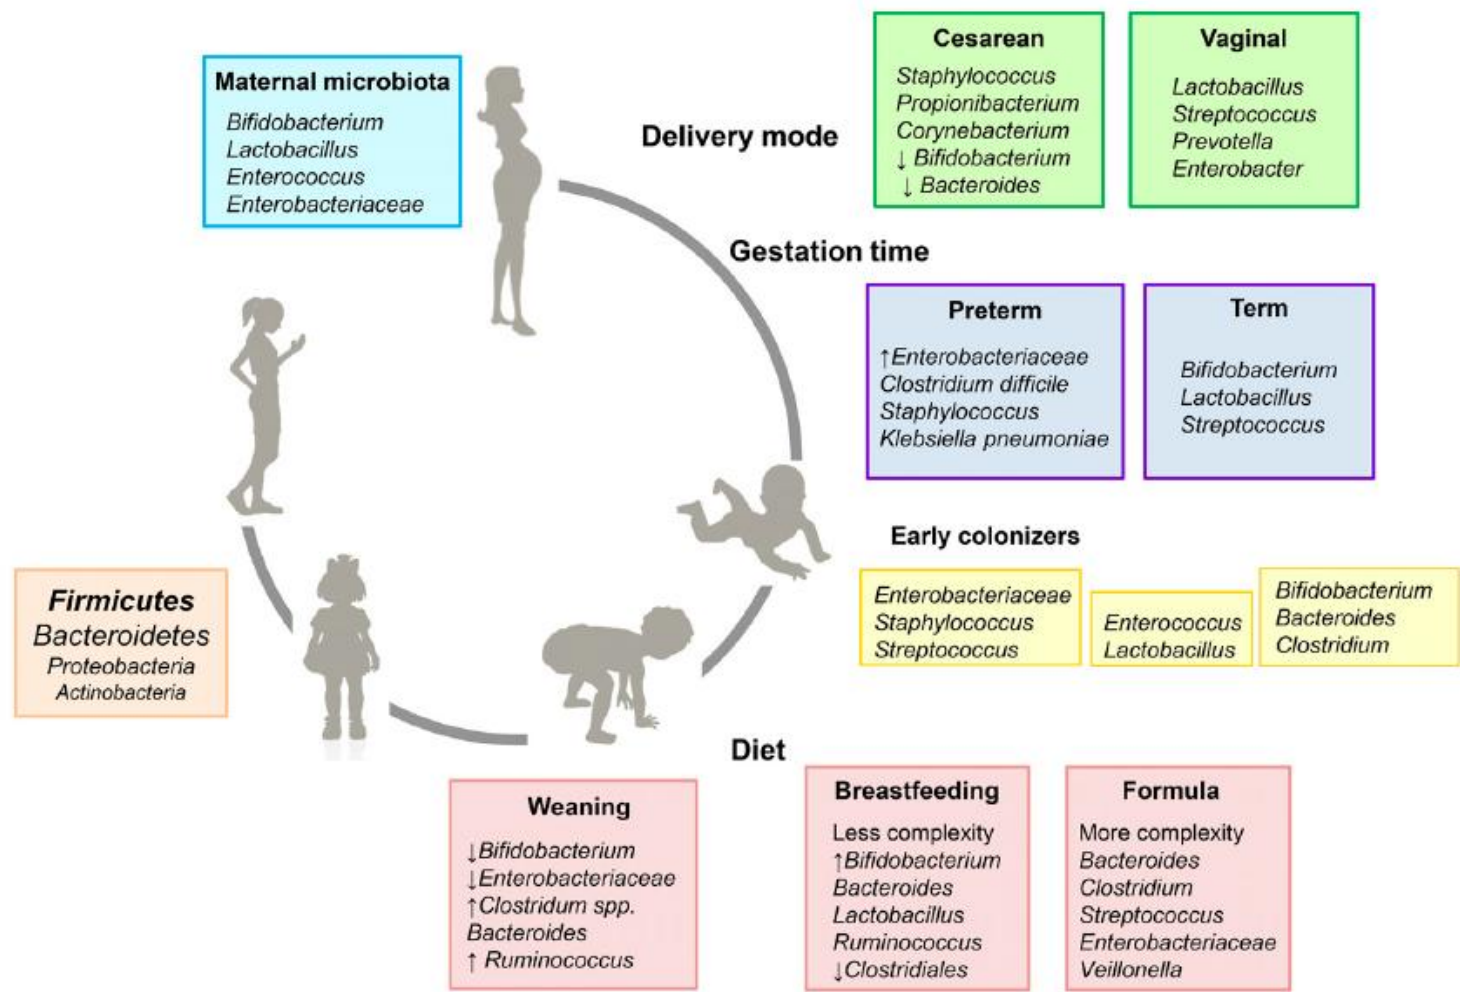 Maternal microbiota
Bifidobacterium
Lactobacillus
Enterococcus
Enterobacteriaceae
Delivery mode
Cesarean
Staphylococcus
Propionibacterium
Corynebacterium
↓ Bifidobacterium
↓ Bacteroides
Vaginal
Lactobacillus
Streptococcus
Prevotella
Enterobacter
Gestation time
Preterm
↑Enterobacteriaceae
Clostridium difficile
Staphylococcus
Klebsiella pneumoniae
Term
Bifidobacterium
Lactobacillus
Streptococcus
Early colonizers
Enterobacteriaceae
Staphylococcus
Streptococcus
Enterococcus
Lactobacillus
Bifidobacterium
Bacteroides
Clostridium
Diet
Breastfeeding
Less complexity
↑Bifidobacterium
Bacteroides
Lactobacillus
Ruminococcus
↓Clostridiales
Formula
More complexity
Bacteroides
Clostridium
Streptococcus
Enterobacteriaceae
Veillonella
Weaning
↓Bifidobacterium
↓Enterobacteriaceae
↑Clostridum spp.
Bacteroides
↑ Ruminococcus
Firmicutes
Bacteroidetes
Proteobacteria
Actinobacteria